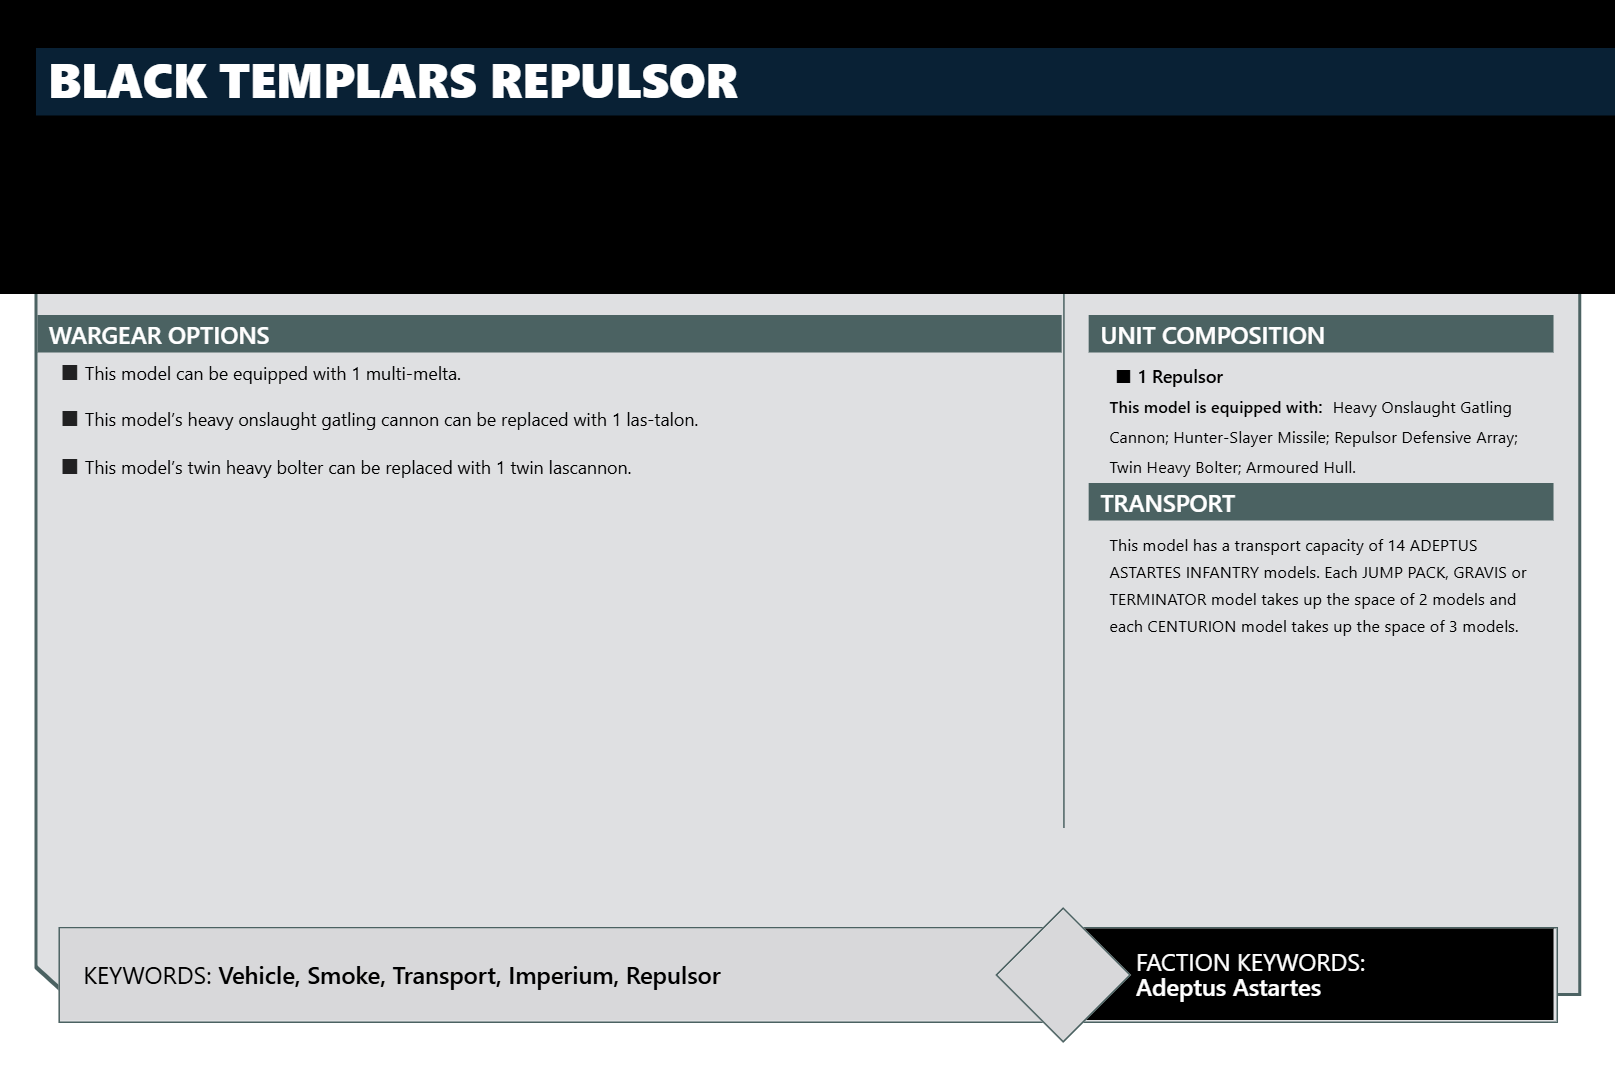 BLACK TEMPLARS REPULSOR
WARGEAR OPTIONS
■ This model can be equipped with 1 multi-melta.
■ This model’s heavy onslaught gatling cannon can be replaced with 1 las-talon.
■ This model’s twin heavy bolter can be replaced with 1 twin lascannon.
UNIT COMPOSITION
■ 1 Repulsor
This model is equipped with: Heavy Onslaught Gatling
Cannon; Hunter-Slayer Missile; Repulsor Defensive Array;
Twin Heavy Bolter; Armoured Hull.
TRANSPORT
This model has a transport capacity of 14 ADEPTUS
ASTARTES INFANTRY models. Each JUMP PACK, GRAVIS or
TERMINATOR model takes up the space of 2 models and
each CENTURION model takes up the space of 3 models.
KEYWORDS: Vehicle, Smoke, Transport, Imperium, Repulsor
FACTION KEYWORDS:
Adeptus Astartes